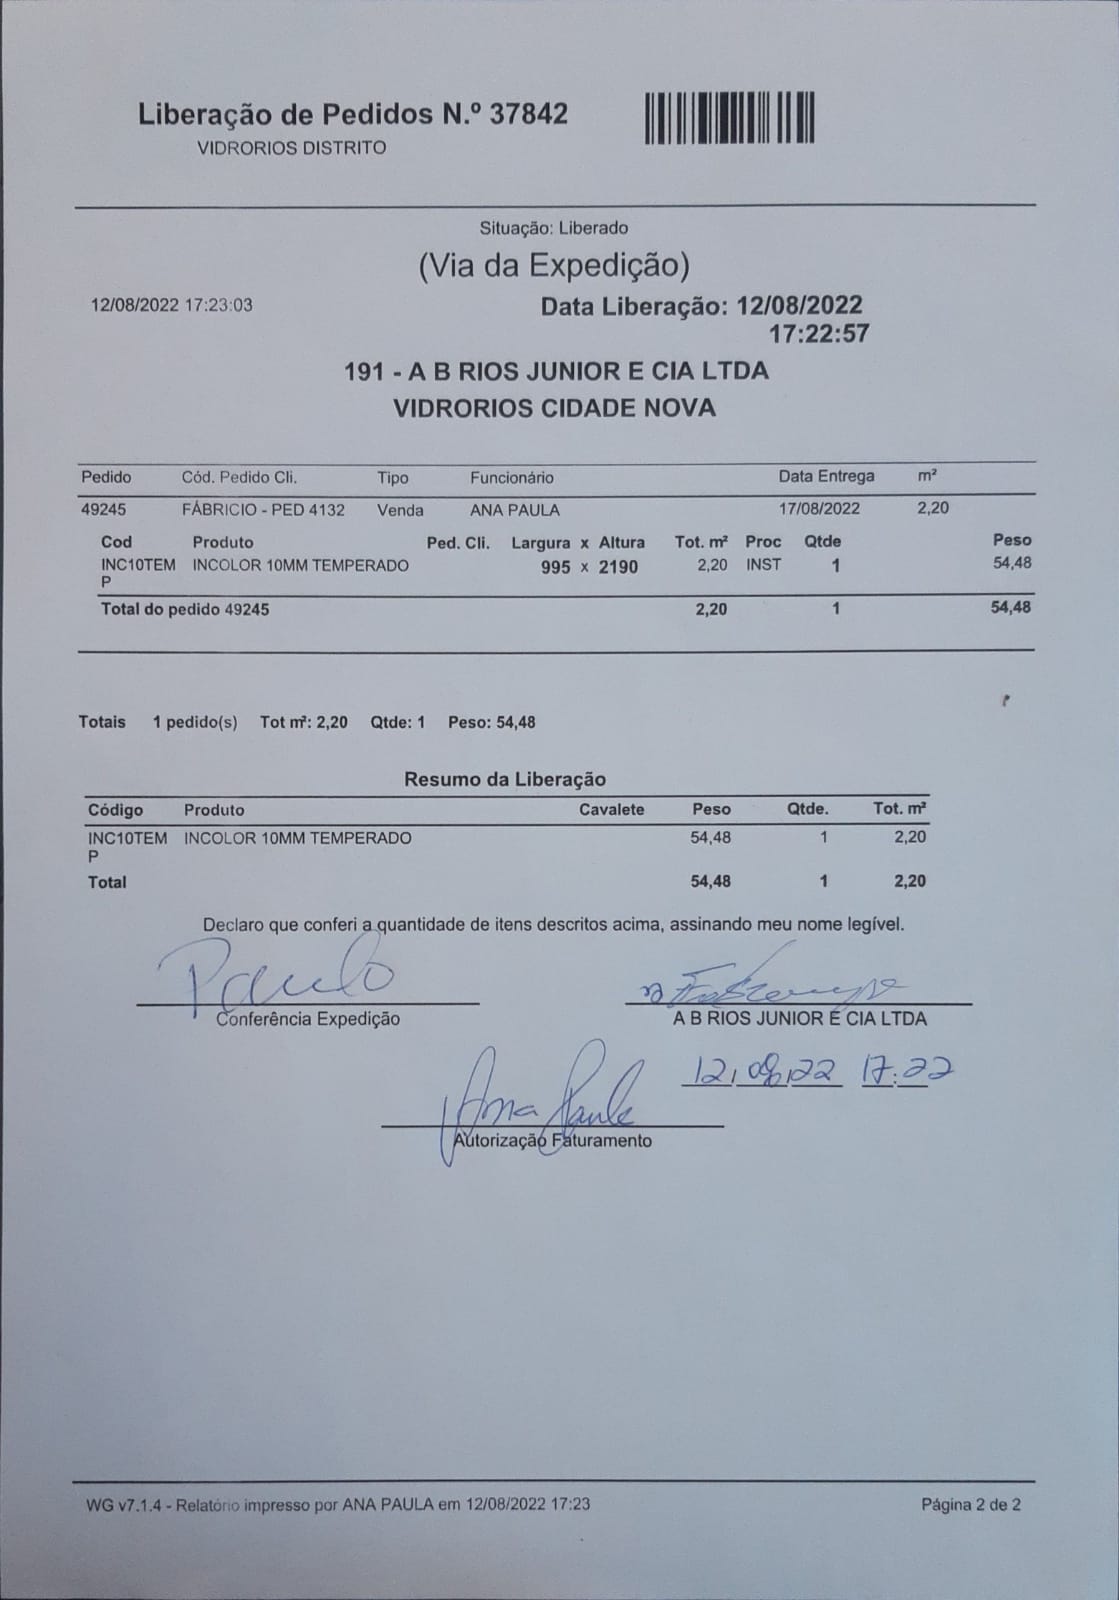 Liberação de Pedidos N.º 37842
VIDRORIOS DISTRITO
Situação: Liberado
(Via da Expedição)
12/08/2022 17:23:03
Data Liberação: 12/08/2022
17:22:57
191 - A B RIOS JUNIOR E CIA LTDA
VIDRORIOS CIDADE NOVA
Pedido Cód. Pedido Cli. Tipo Funcionário Data Entrega m²
49245 FÁBRICIO - PED 4132 Venda ANA PAULA 17/08/2022 2,20
Cod Produto Ped. Cli. Largura x Altura Tot. m² Proc Qtde Peso
INC10TEM INCOLOR 10MM TEMPERADO 995 x 2190 2,20 INST 1 54,48
P
Total do pedido 49245 2,20 1 54,48
Totais 1 pedido(s) Tot m²: 2,20 Qtde: 1 Peso: 54,48
Resumo da Liberação
Código Produto Cavalete Peso Qtde. Tot. m²
INC10TEM INCOLOR 10MM TEMPERADO 54,48 1 2,20
P
Total 54,48 1 2,20
Declaro que conferi a quantidade de itens descritos acima, assinando meu nome legível.
Paulo
Conferência Expedição
A B RIOS JUNIOR E CIA LTDA
12,08,22 17:22
Ana Paula
Autorização Faturamento
WG v7.1.4 - Relatório impresso por ANA PAULA em 12/08/2022 17:23 Página 2 de 2